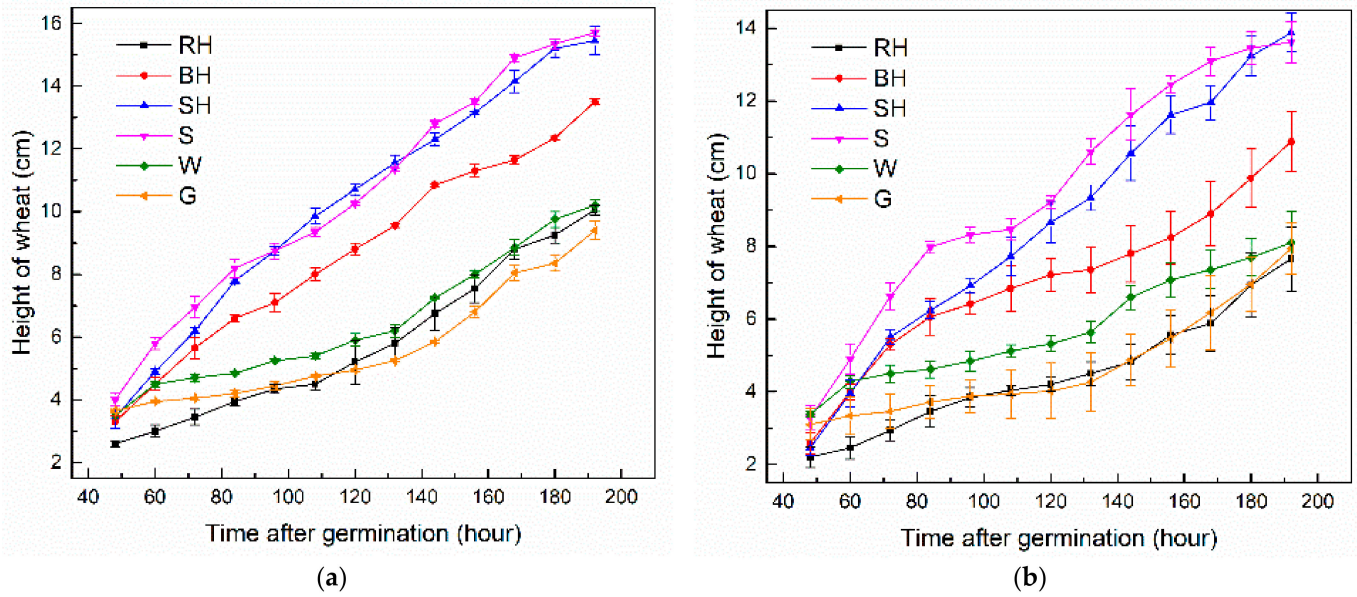 16
14
12
10
8
6
4
2
Height of wheat (cm)
RH
BH
SH
S
W
G
40 60 80 100 120 140 160 180 200
Time after germination (hour)
(a)
14
12
10
8
6
4
2
Height of wheat (cm)
RH
BH
SH
S
W
G
40 60 80 100 120 140 160 180 200
Time after germination (hour)
(b)